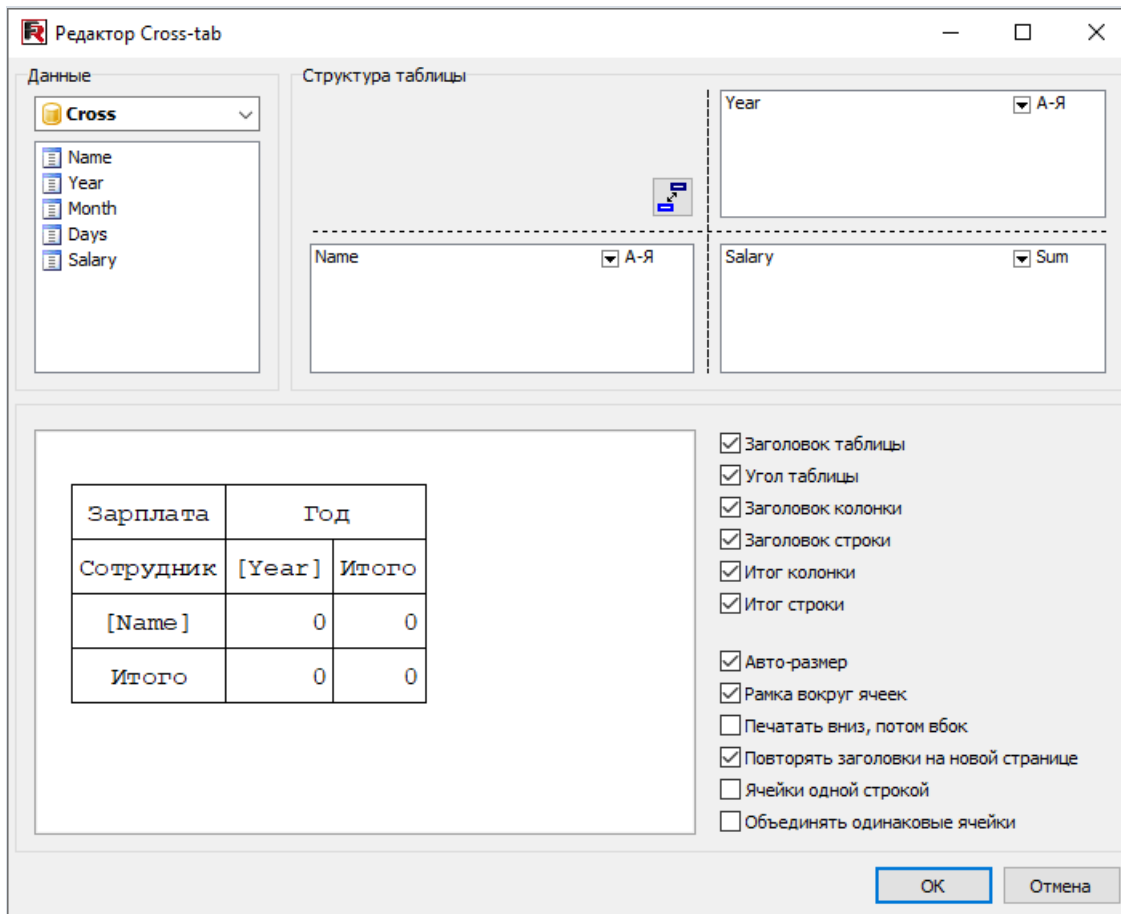 Редактор Cross-tab
Данные
Cross
Name
Year
Month
Days
Salary
Структура таблицы
Year А-Я
Name А-Я
Salary Sum
Зарплата Год
Сотрудник [Year] Итого
[Name] 0 0
Итого 0 0
Заголовок таблицы
Угол таблицы
Заголовок колонки
Заголовок строки
Итог колонки
Итог строки
Авто-размер
Рамка вокруг ячеек
Печатать вниз, потом вбок
Повторять заголовки на новой странице
Ячейки одной строкой
Объединять одинаковые ячейки
ОК Отмена